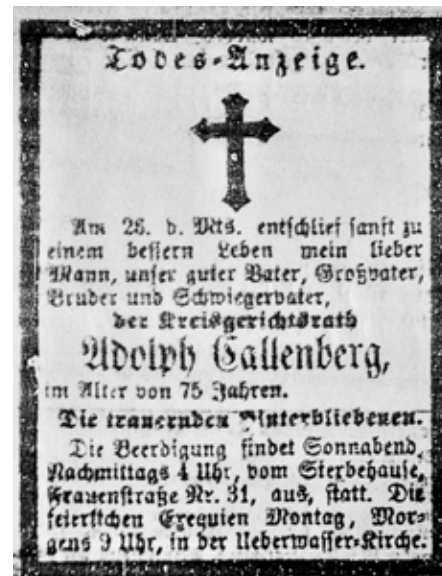 Todes-Anzeige.
Am 26. d. Mts. entschlief sanft zu
einem bessern Leben mein lieber
Mann, unser guter Vater, Großvater,
Bruder und Schwiegervater,
der Kreisgerichtsrath
Adolph Gallenberg,
im Alter von 75 Jahren.
Die trauernden Hinterbliebenen.
Die Beerdigung findet Sonnabend,
Nachmittags 4 Uhr, vom Sterbehause,
Frauenstraße Nr. 31, aus, statt. Die
feierlichen Exequien Montag, Mor-
gens 9 Uhr, in der Ueberwasser-Kirche.